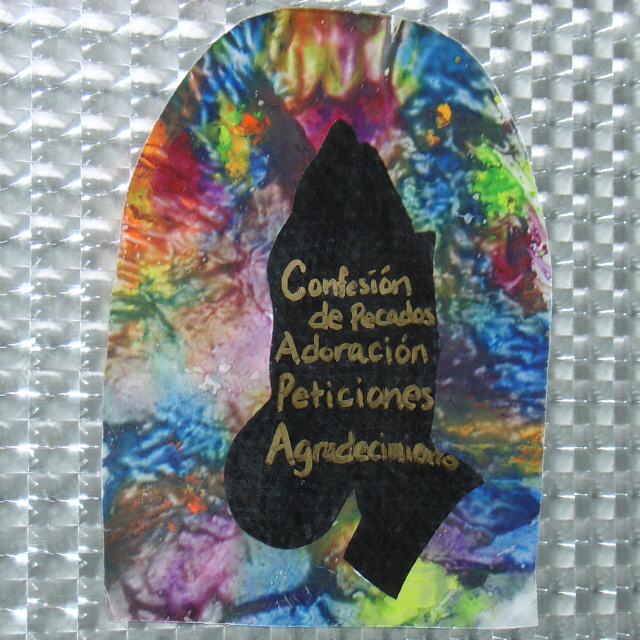 Confesión
de Pecados
Adoración
Peticiones
Agradecimiento